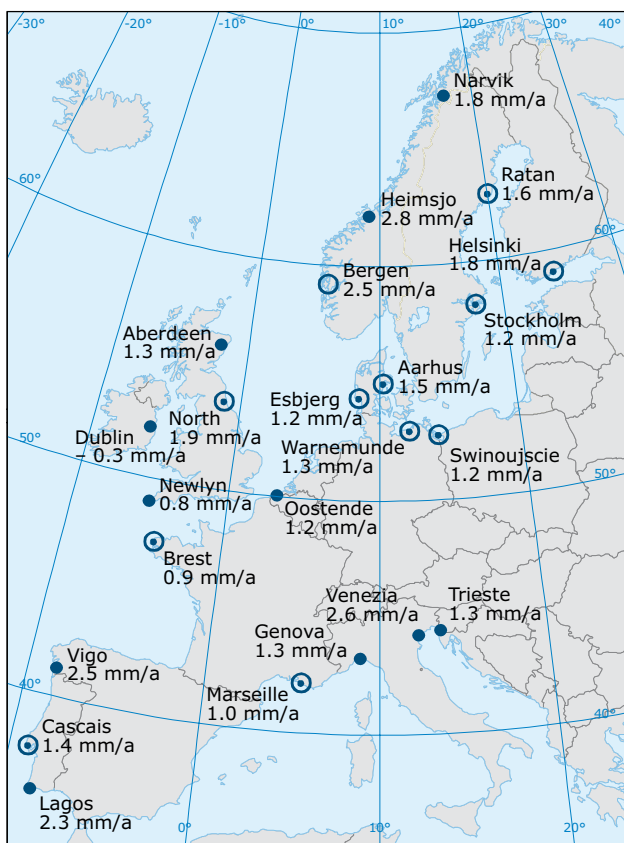 -30°
-20°
-10°
0°
10°
20°
30°
40°
Narvik
1.8 mm/a
Ratan
1.6 mm/a
60°
Heimsjo
2.8 mm/a
60°
Helsinki
1.8 mm/a
Bergen
2.5 mm/a
Stockholm
1.2 mm/a
Aberdeen
1.3 mm/a
Aarhus
1.5 mm/a
Esbjerg
1.2 mm/a
North
1.9 mm/a
Dublin
– 0.3 mm/a
50°
Warnemunde
1.3 mm/a
Swinoujscie
1.2 mm/a
50°
Newlyn
0.8 mm/a
Oostende
1.2 mm/a
Brest
0.9 mm/a
Venezia
2.6 mm/a
Trieste
1.3 mm/a
Genova
1.3 mm/a
Vigo
2.5 mm/a
40°
Marseille
1.0 mm/a
40°
Cascais
1.4 mm/a
Lagos
2.3 mm/a
0°
10°
20°